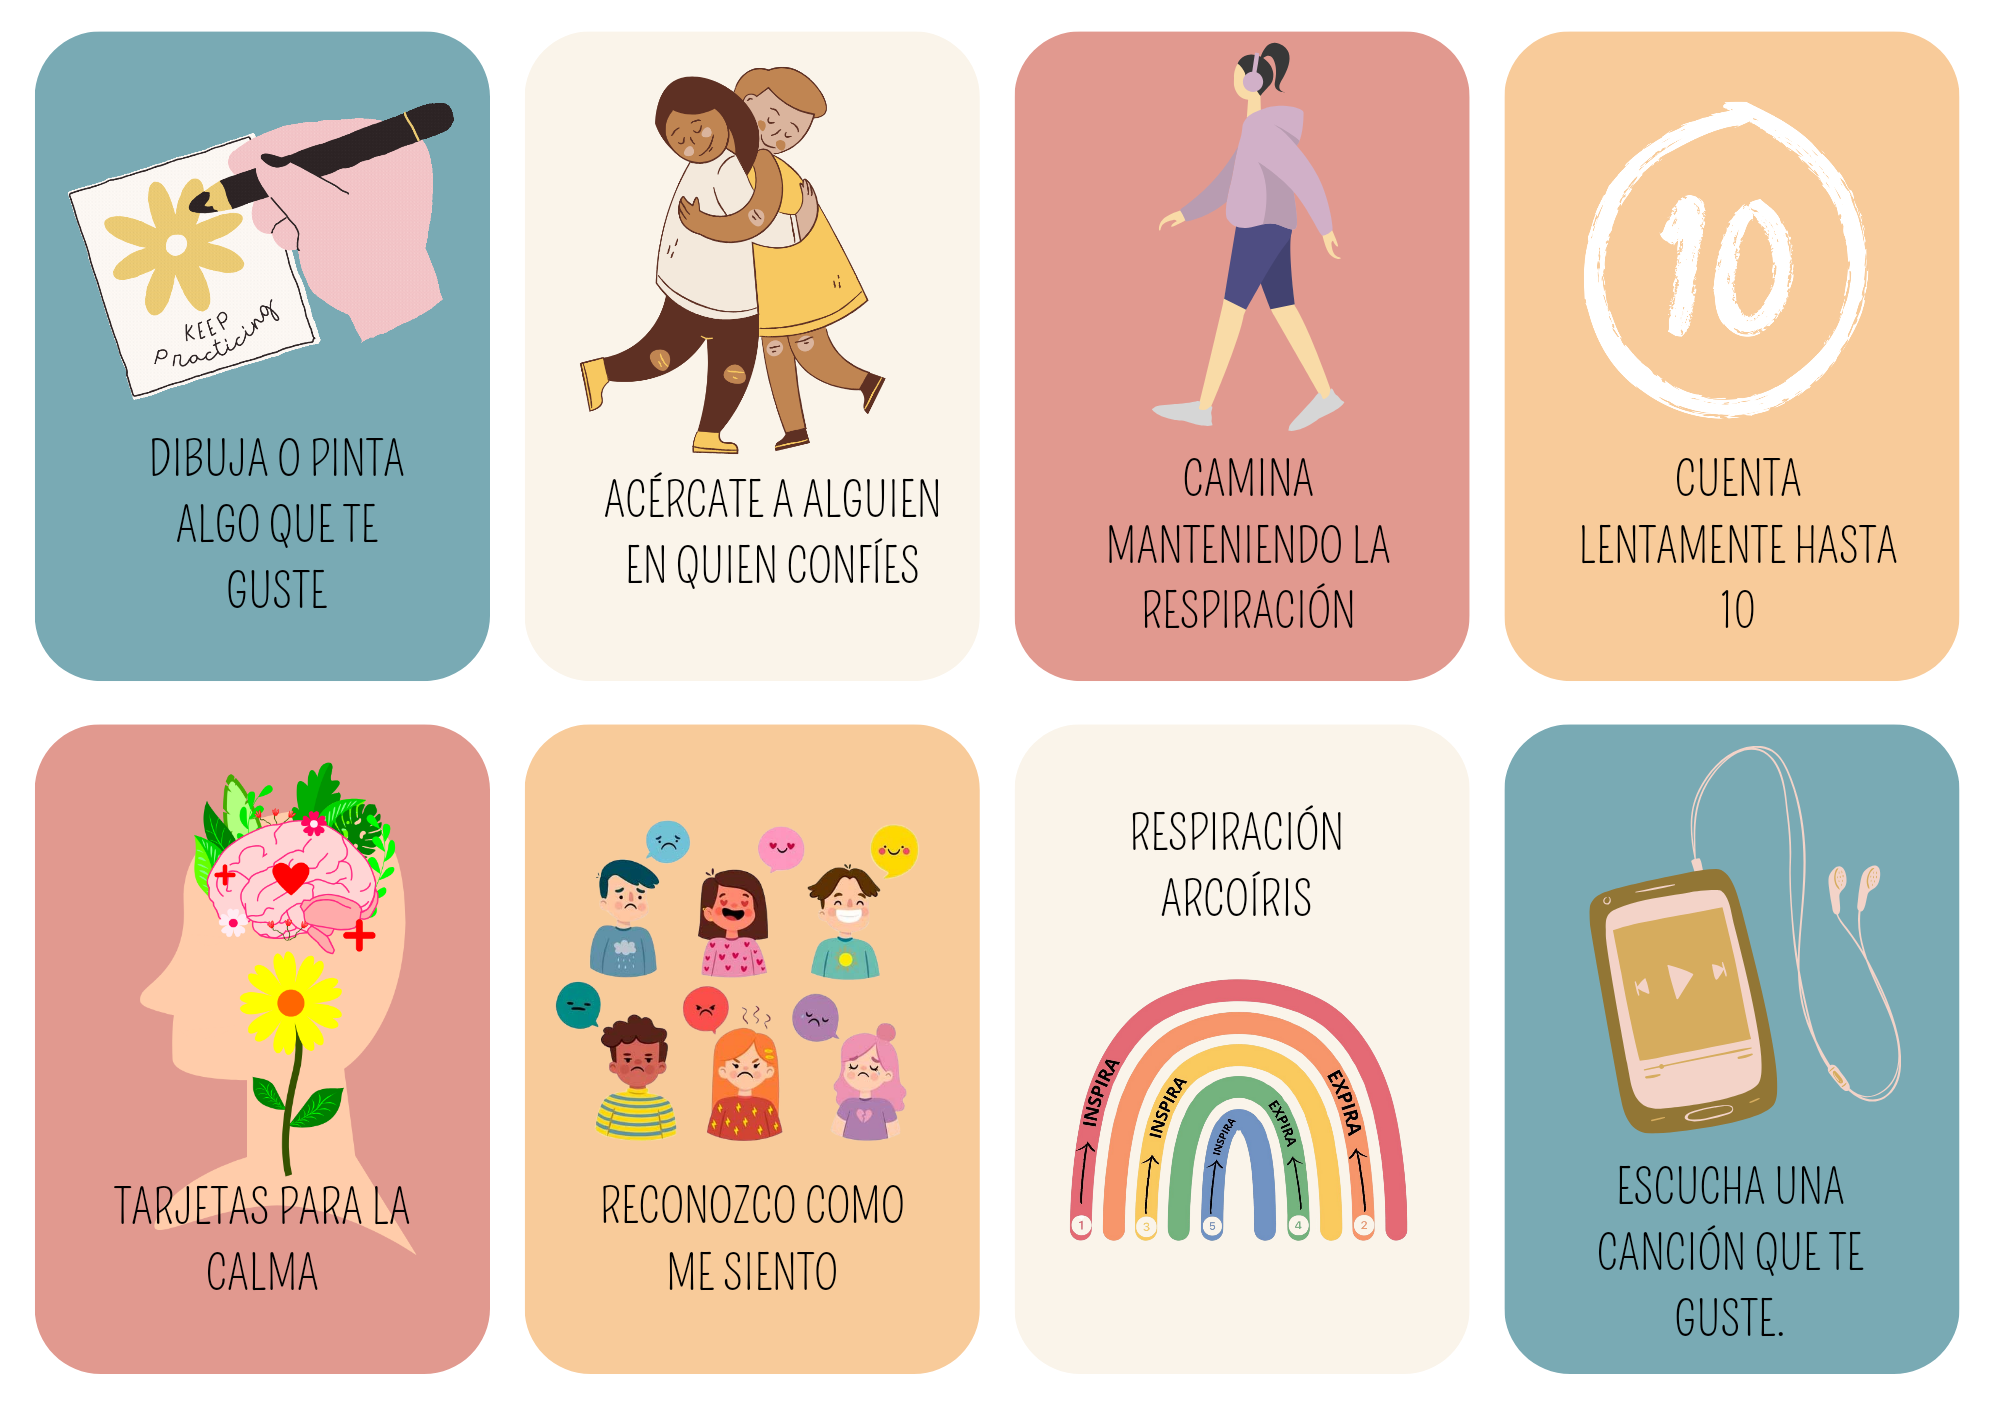 KEEP
Practicing
DIBUJA O PINTA
ALGO QUE TE
GUSTE
ACÉRCATE A ALGUIEN
EN QUIEN CONFÍES
CAMINA
MANTENIENDO LA
RESPIRACIÓN
10
CUENTA
LENTAMENTE HASTA
10
TARJETAS PARA LA
CALMA
RECONOZCO COMO
ME SIENTO
RESPIRACIÓN
ARCOÍRIS
INSPIRA
INSPIRA
INSPIRA
EXPIRA
EXPIRA
1
3
5
4
2
ESCUCHA UNA
CANCIÓN QUE TE
GUSTE.